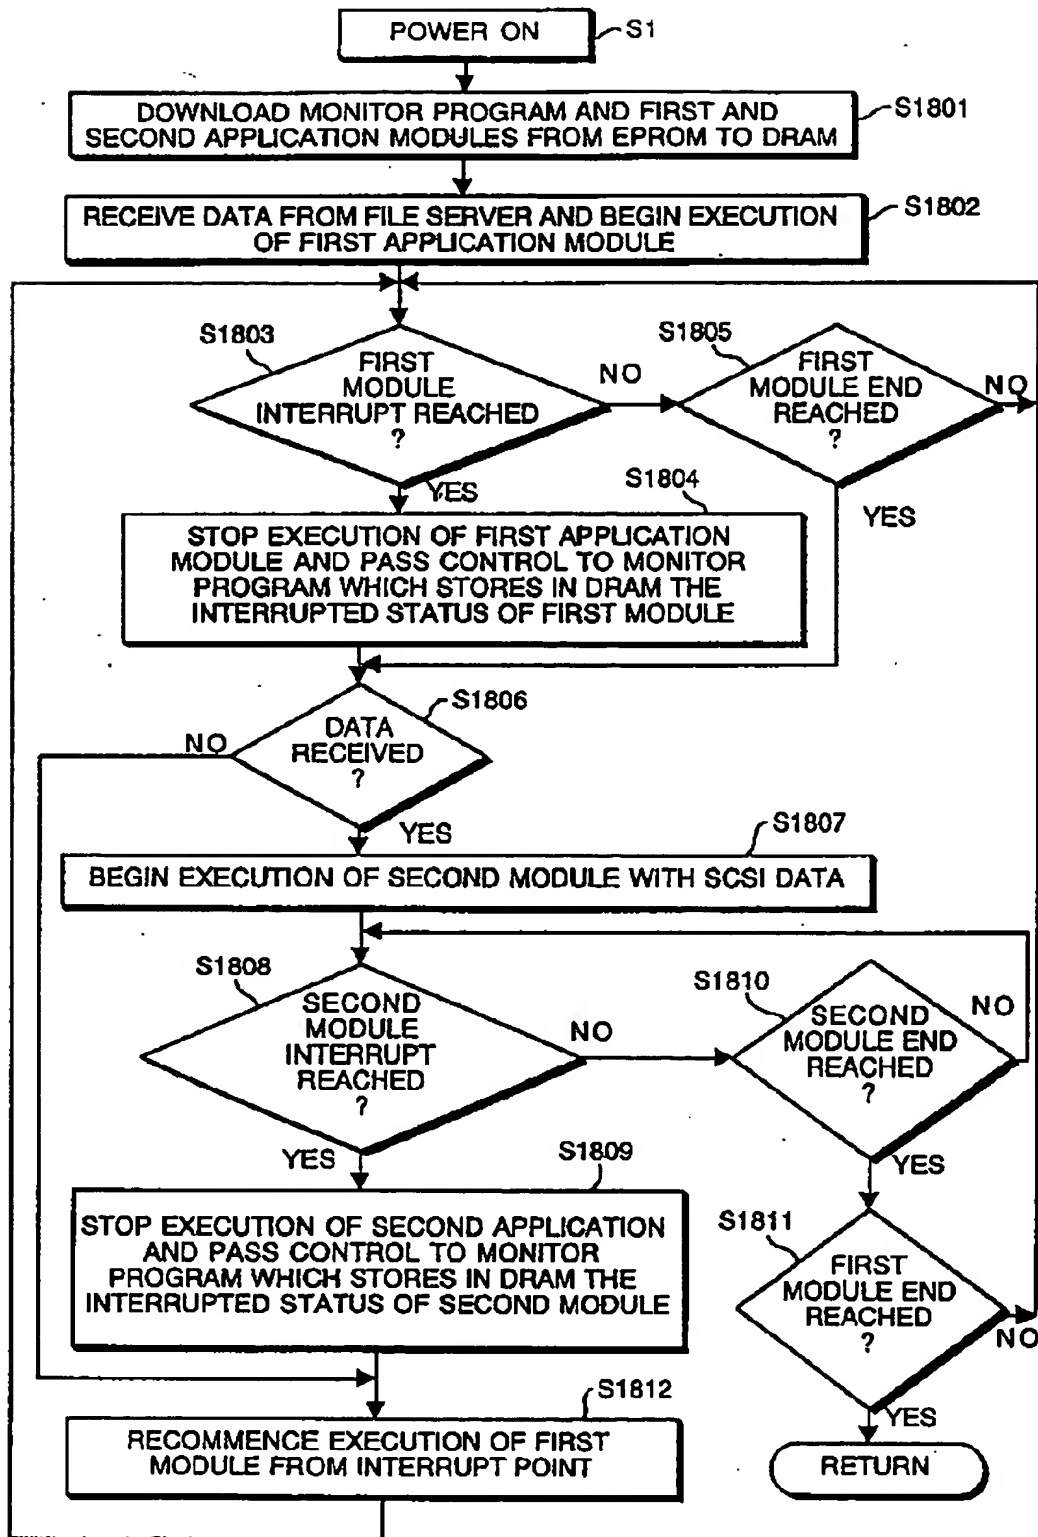 POWER ON
S1
DOWNLOAD MONITOR PROGRAM AND FIRST AND
SECOND APPLICATION MODULES FROM EPROM TO DRAM
S1801
RECEIVE DATA FROM FILE SERVER AND BEGIN EXECUTION
OF FIRST APPLICATION MODULE
S1802
S1803
FIRST
MODULE
INTERRUPT REACHED
?
NO
YES
S1805
FIRST
MODULE END
REACHED
?
NO
YES
S1804
STOP EXECUTION OF FIRST APPLICATION
MODULE AND PASS CONTROL TO MONITOR
PROGRAM WHICH STORES IN DRAM THE
INTERRUPTED STATUS OF FIRST MODULE
S1806
DATA
RECEIVED
?
NO
YES
S1807
BEGIN EXECUTION OF SECOND MODULE WITH SCSI DATA
S1808
SECOND
MODULE
INTERRUPT
REACHED
?
NO
YES
S1810
SECOND
MODULE END
REACHED
?
NO
YES
S1809
STOP EXECUTION OF SECOND APPLICATION
AND PASS CONTROL TO MONITOR
PROGRAM WHICH STORES IN DRAM THE
INTERRUPTED STATUS OF SECOND MODULE
S1811
FIRST
MODULE END
REACHED
?
NO
YES
S1812
RECOMMENCE EXECUTION OF FIRST
MODULE FROM INTERRUPT POINT
RETURN